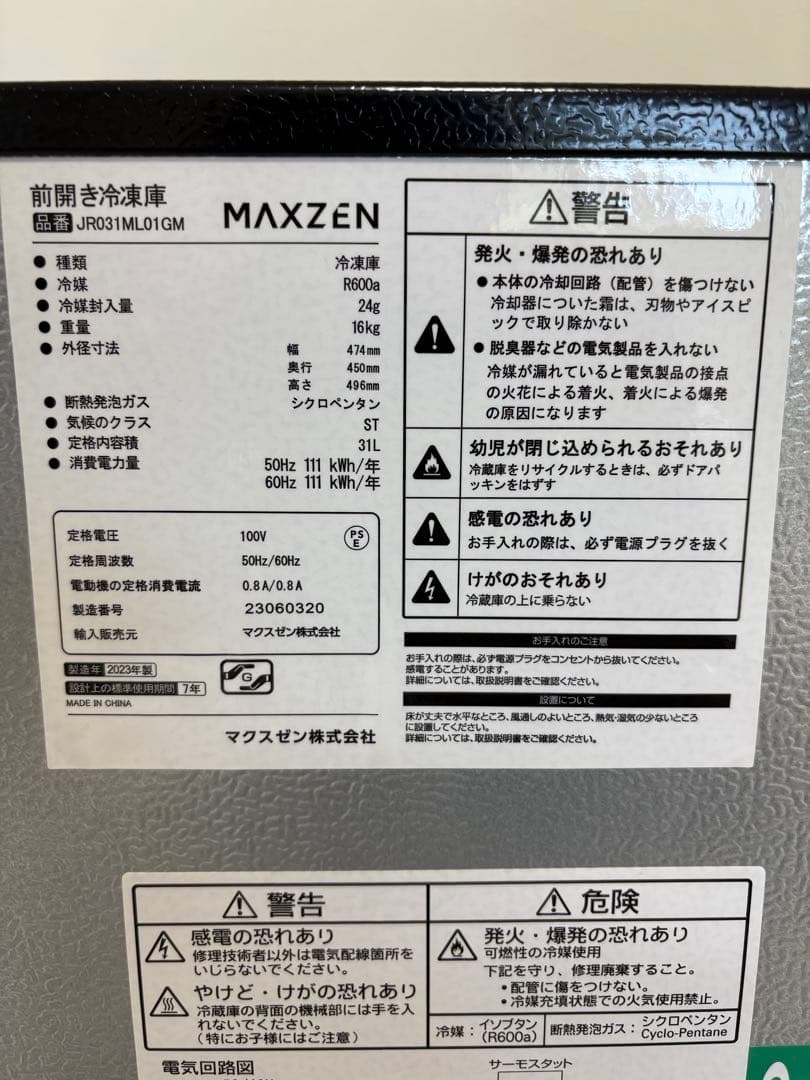 前開き冷凍庫
品番 JR031ML01GM
MAXZEN
● 種類 冷凍庫
● 冷媒 R600a
● 冷媒封入量 24g
● 重量 16kg
● 外径寸法 幅 474mm
奥行 450mm
高さ 496mm
● 断熱発泡ガス シクロペンタン
● 気候のクラス ST
● 定格内容積 31L
● 消費電力量 50Hz 111 kWh/年
60Hz 111 kWh/年
定格電圧 100V
PSE
定格周波数 50Hz/60Hz
電動機の定格消費電流 0.8A/0.8A
製造番号 23060320
輸入販売元 マクスゼン株式会社
製造年 2023年製
設計上の標準使用期間 7年
G
MADE IN CHINA
マクスゼン株式会社
警告
発火・爆発の恐れあり
● 本体の冷却回路（配管）を傷つけない
冷却器についた霜は、刃物やアイスピ
ックで取り除かない
● 脱臭器などの電気製品を入れない
冷媒が漏れていると電気製品の接点
の火花による着火、着火による爆発
の原因になります
幼児が閉じ込められるおそれあり
冷蔵庫をリサイクルするときは、必ずドアパ
ッキンをはずす
感電の恐れあり
お手入れの際は、必ず電源プラグを抜く
けがのおそれあり
冷蔵庫の上に乗らない
お手入れのご注意
お手入れの際は、必ず電源プラグをコンセントから抜いてください。
感電することがあります。
詳細については、取扱説明書をご確認ください。
設置について
床が丈夫で水平なところ、風通しのよいところ、熱気・湿気の少ないところ
に設置してください。
詳細については、取扱説明書をご確認ください。
警告
感電の恐れあり
修理技術者以外は電気配線箇所を
いじらないでください。
やけど・けがの恐れあり
冷蔵庫の背面の機械部には手を入
れないでください。
（特にお子様にはご注意）
危険
発火・爆発の恐れあり
可燃性の冷媒使用
下記を守り、修理廃棄すること。
・配管に傷をつけない。
・冷媒充填状態での火気使用禁止。
冷媒：イソブタン
（R600a）
断熱発泡ガス：シクロペンタン
Cyclo-Pentane
電気回路図
サーモスタット